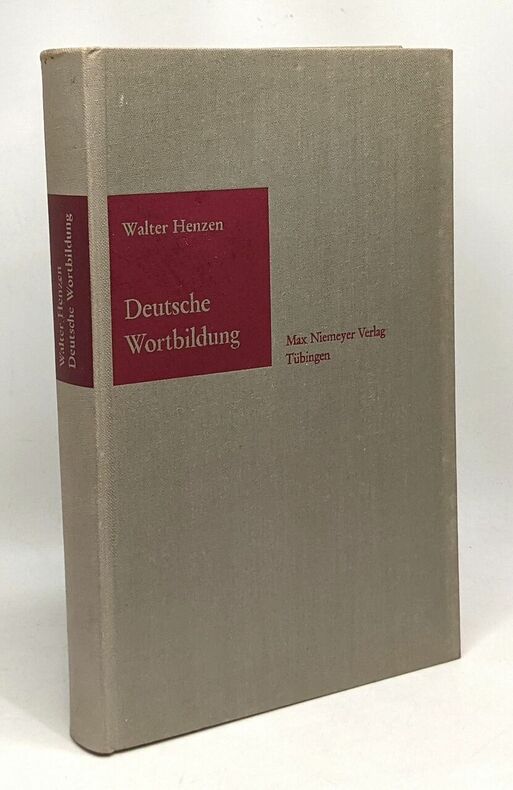 Walter Henzen
Deutsche
Wortbildung
Max Niemeyer Verlag
Tübingen
Walter Henzen
Deutsche Wortbildung